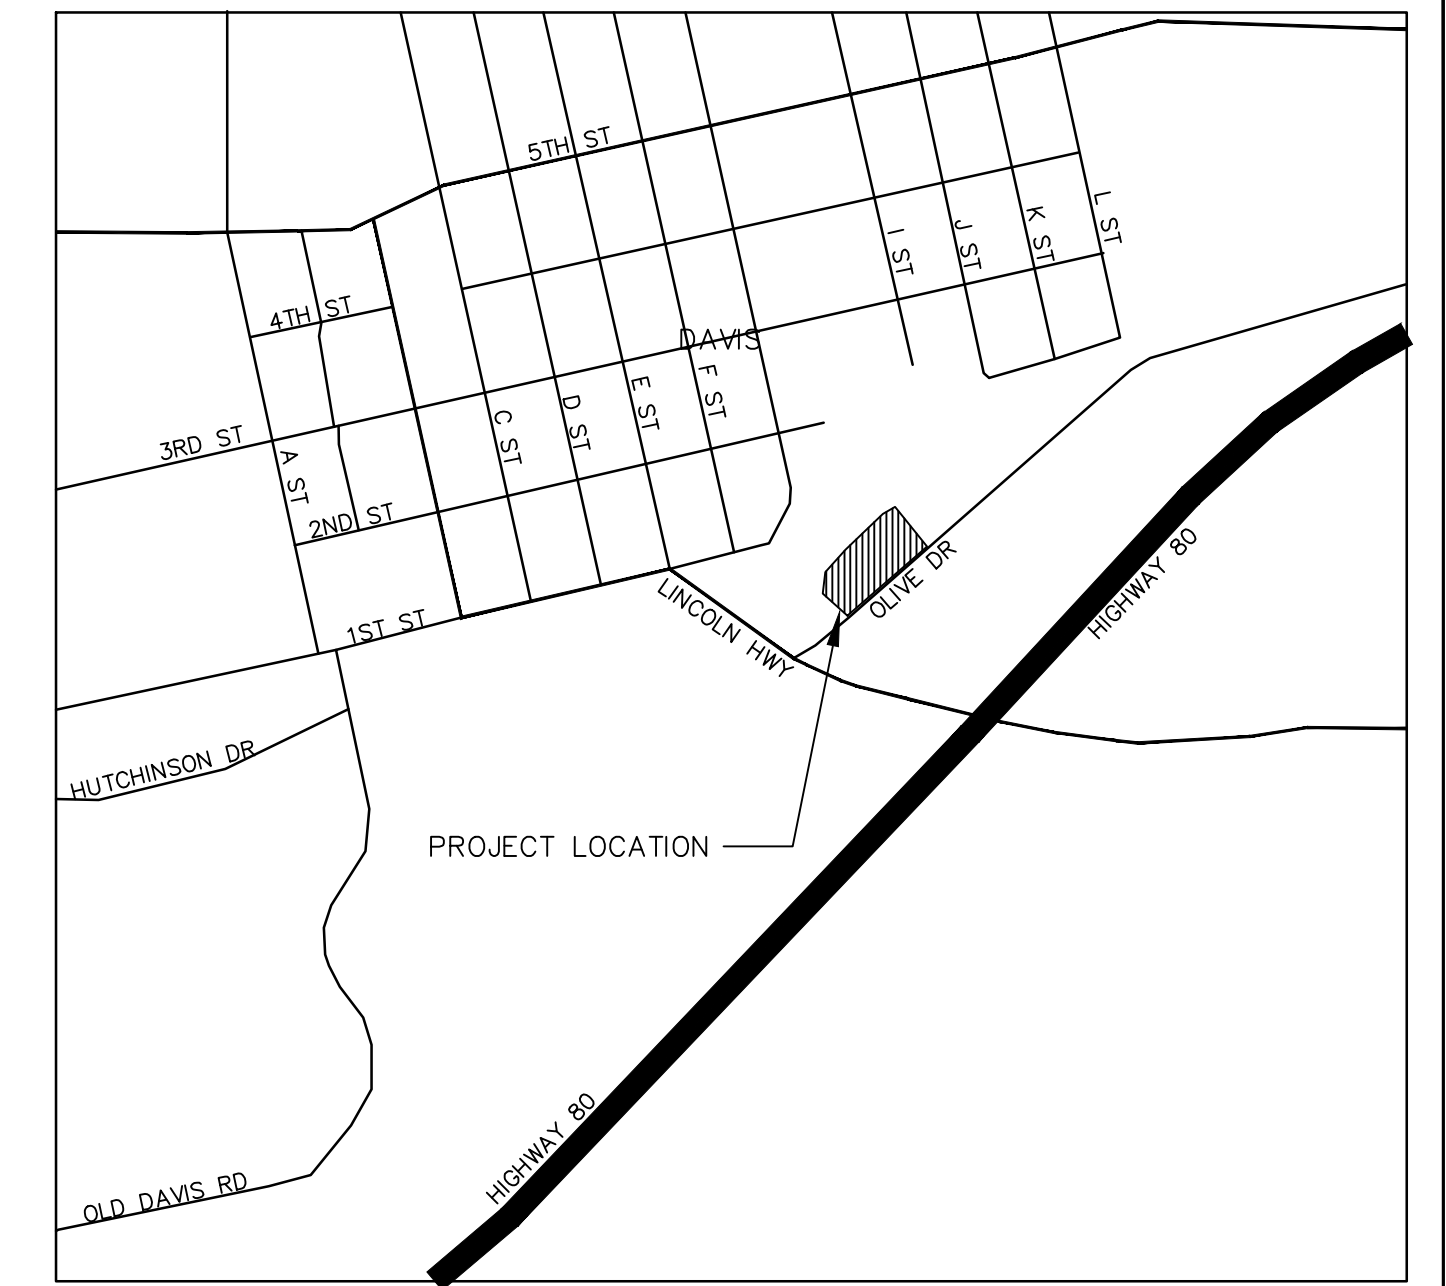 5TH ST
L ST
K ST
J ST
I ST
4TH ST
DAVIS
F ST
E ST
D ST
C ST
3RD ST
A ST
2ND ST
OLIVE DR
HIGHWAY 80
LINCOLN HWY
1ST ST
HUTCHINSON DR
PROJECT LOCATION
HIGHWAY 80
OLD DAVIS RD